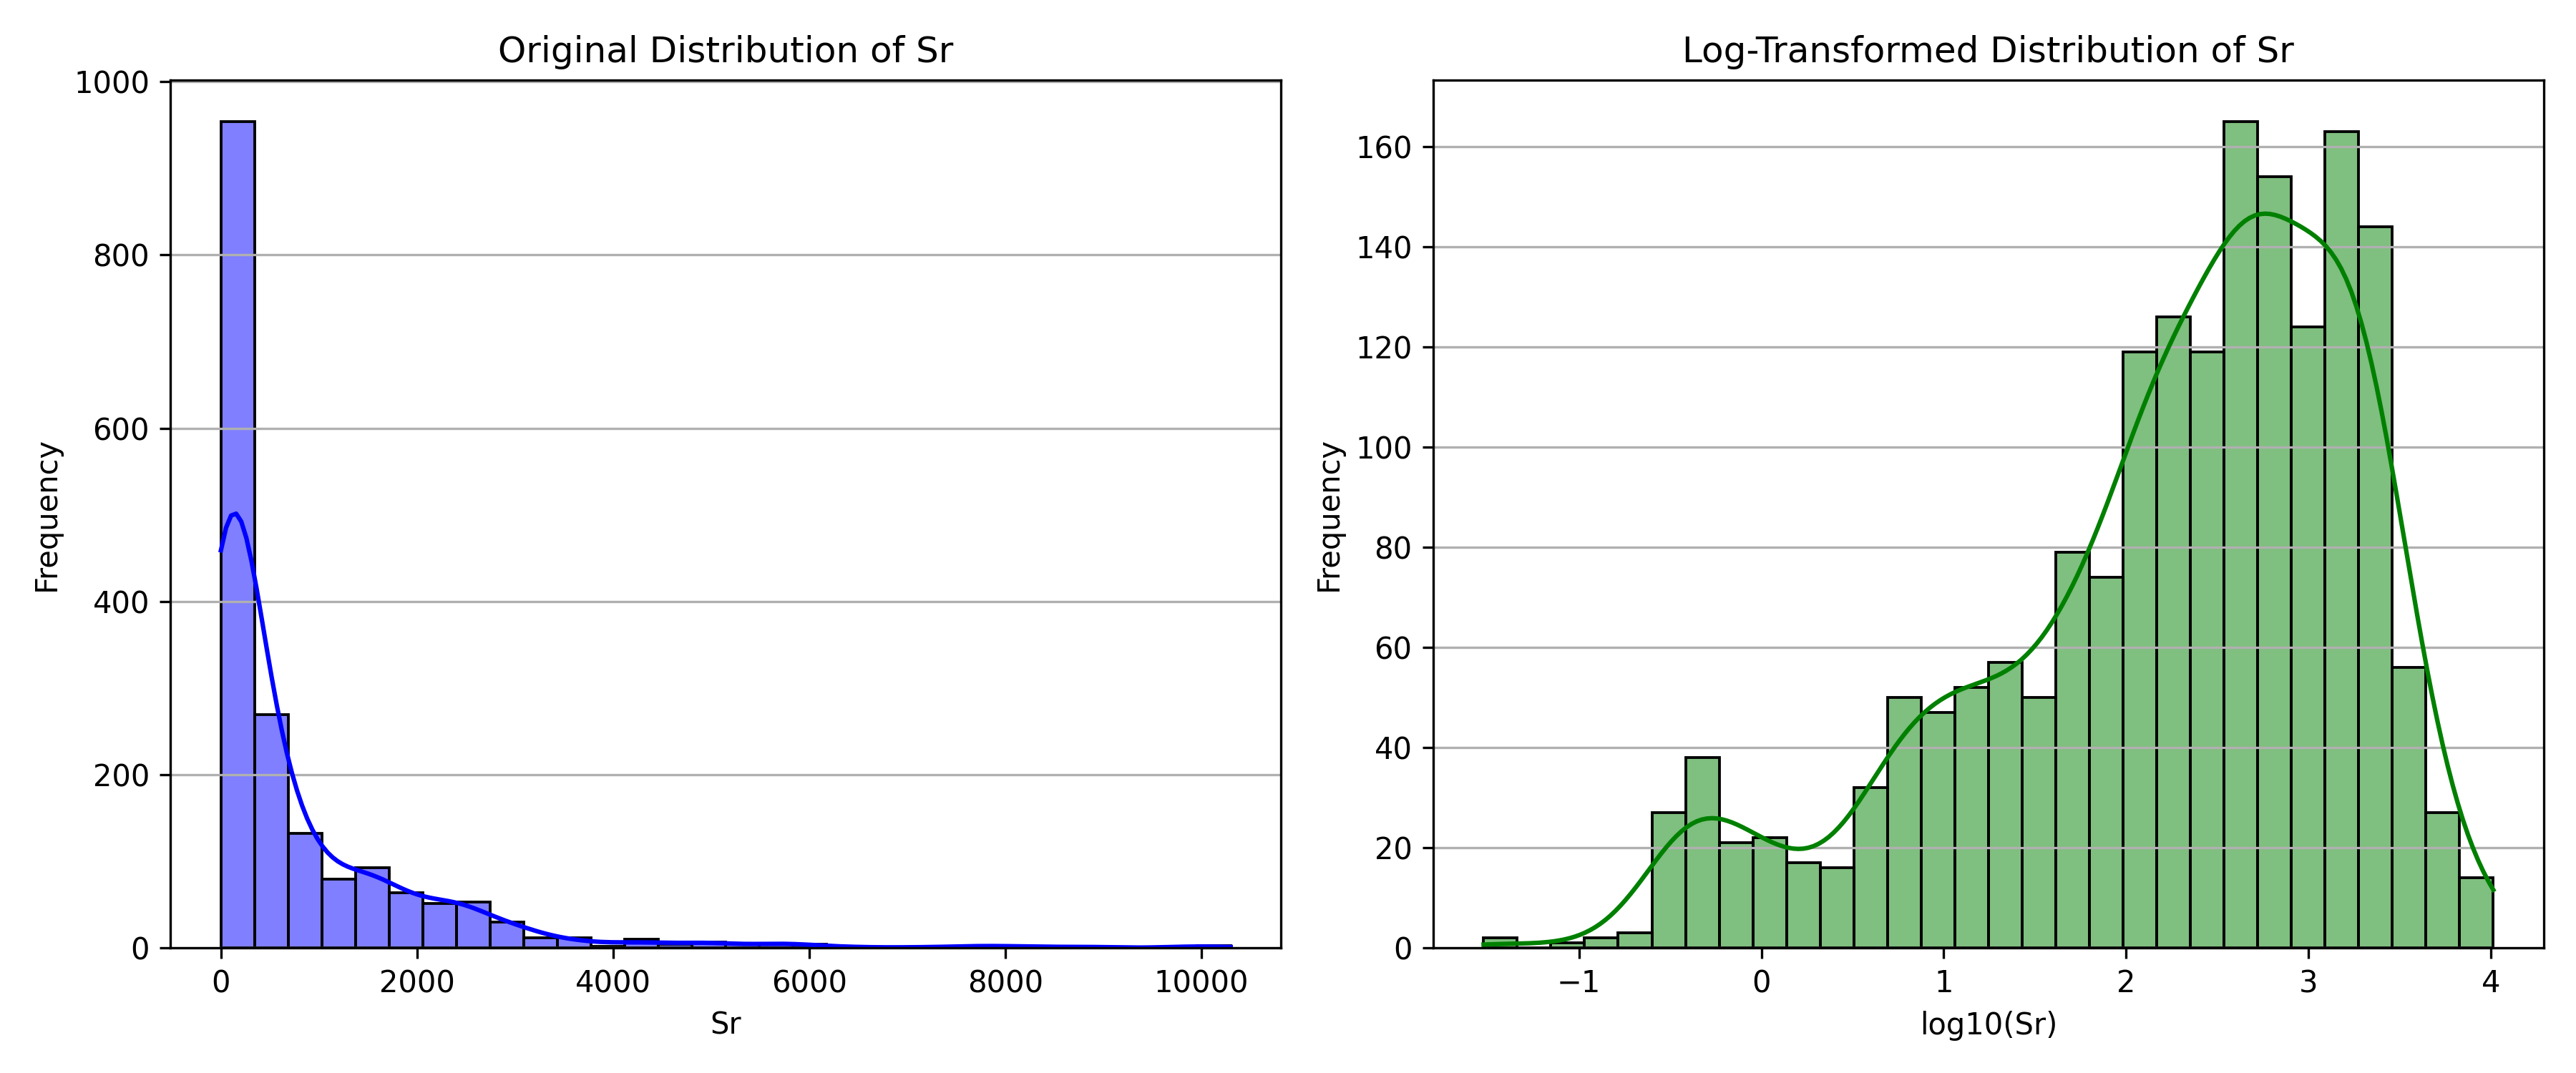 Original Distribution of Sr
1000
800
600
400
200
0
Frequency
0 2000 4000 6000 8000 10000
Sr
Log-Transformed Distribution of Sr
160
140
120
100
80
60
40
20
0
Frequency
−1 0 1 2 3 4
log10(Sr)